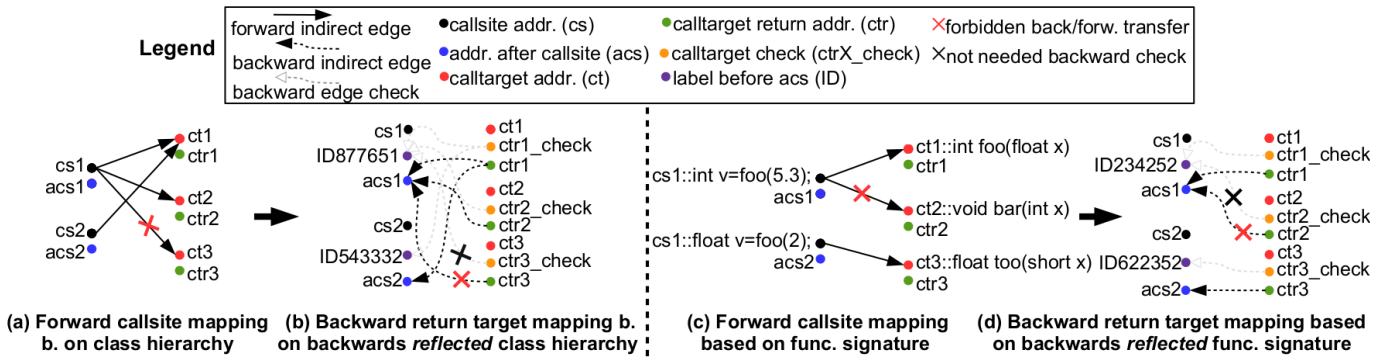 Legend
forward indirect edge
backward indirect edge
backward edge check
callsite addr. (cs)
addr. after callsite (acs)
calltarget addr. (ct)
calltarget return addr. (ctr)
calltarget check (ctrX_check)
label before acs (ID)
forbidden back/forw. transfer
not needed backward check
cs1
acs1
cs2
acs2
ct1
ctr1
ct2
ctr2
ct3
ctr3
(a) Forward callsite mapping
b. on class hierarchy
cs1
ID877651
acs1
cs2
ID543332
acs2
ct1
ctr1_check
ctr1
ct2
ctr2_check
ctr2
ct3
ctr3_check
ctr3
(b) Backward return target mapping b.
on backwards reflected class hierarchy
cs1::int v=foo(5.3);
acs1
cs1::float v=foo(2);
acs2
ct1::int foo(float x)
ctr1
ct2::void bar(int x)
ctr2
ct3::float too(short x)
ctr3
(c) Forward callsite mapping
based on func. signature
cs1
ID234252
acs1
cs2
ID622352
acs2
ct1
ctr1_check
ctr1
ct2
ctr2_check
ctr2
ct3
ctr3_check
ctr3
(d) Backward return target mapping based
on backwards reflected func. signature